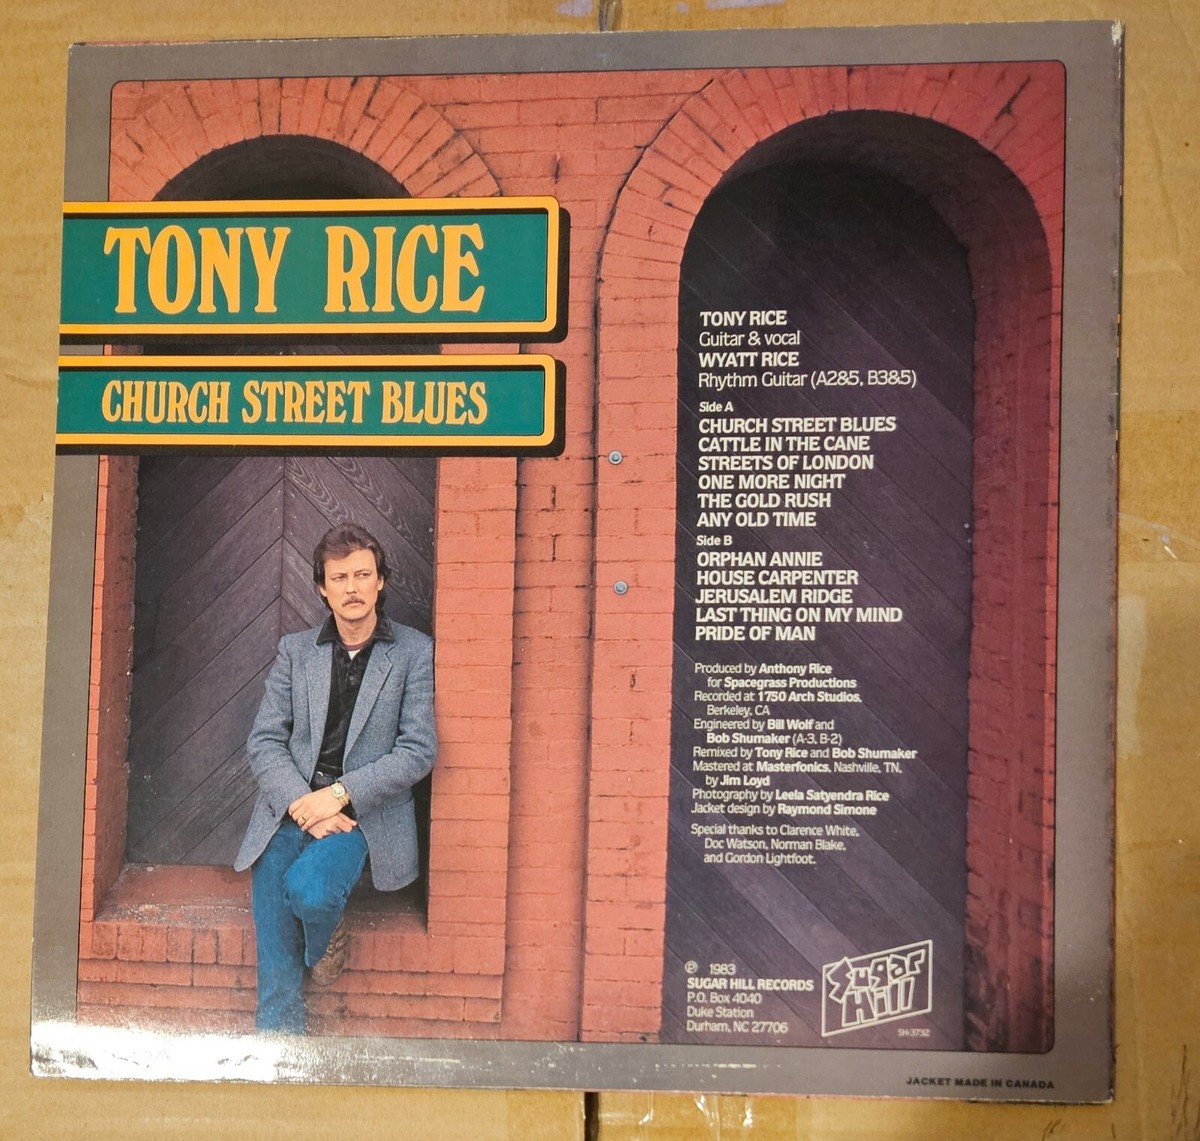 TONY RICE
CHURCH STREET BLUES
TONY RICE
Guitar & vocal
WYATT RICE
Rhythm Guitar (A2&5, B3&5)
Side A
CHURCH STREET BLUES
CATTLE IN THE CANE
STREETS OF LONDON
ONE MORE NIGHT
THE GOLD RUSH
ANY OLD TIME
Side B
ORPHAN ANNIE
HOUSE CARPENTER
JERUSALEM RIDGE
LAST THING ON MY MIND
PRIDE OF MAN
Produced by Anthony Rice
for Spacegrass Productions
Recorded at 1750 Arch Studios,
Berkeley, CA
Engineered by Bill Wolf and
Bob Shumaker (A-3, B-2)
Remixed by Tony Rice and Bob Shumaker
Mastered at Masterfonics, Nashville, TN,
by Jim Loyd
Photography by Leela Satyendra Rice
Jacket design by Raymond Simone
Special thanks to Clarence White,
Doc Watson, Norman Blake,
and Gordon Lightfoot.
℗ 1983
SUGAR HILL RECORDS
P.O. Box 4040
Duke Station
Durham, NC 27706
Sugar
Hill
SH-3732
JACKET MADE IN CANADA